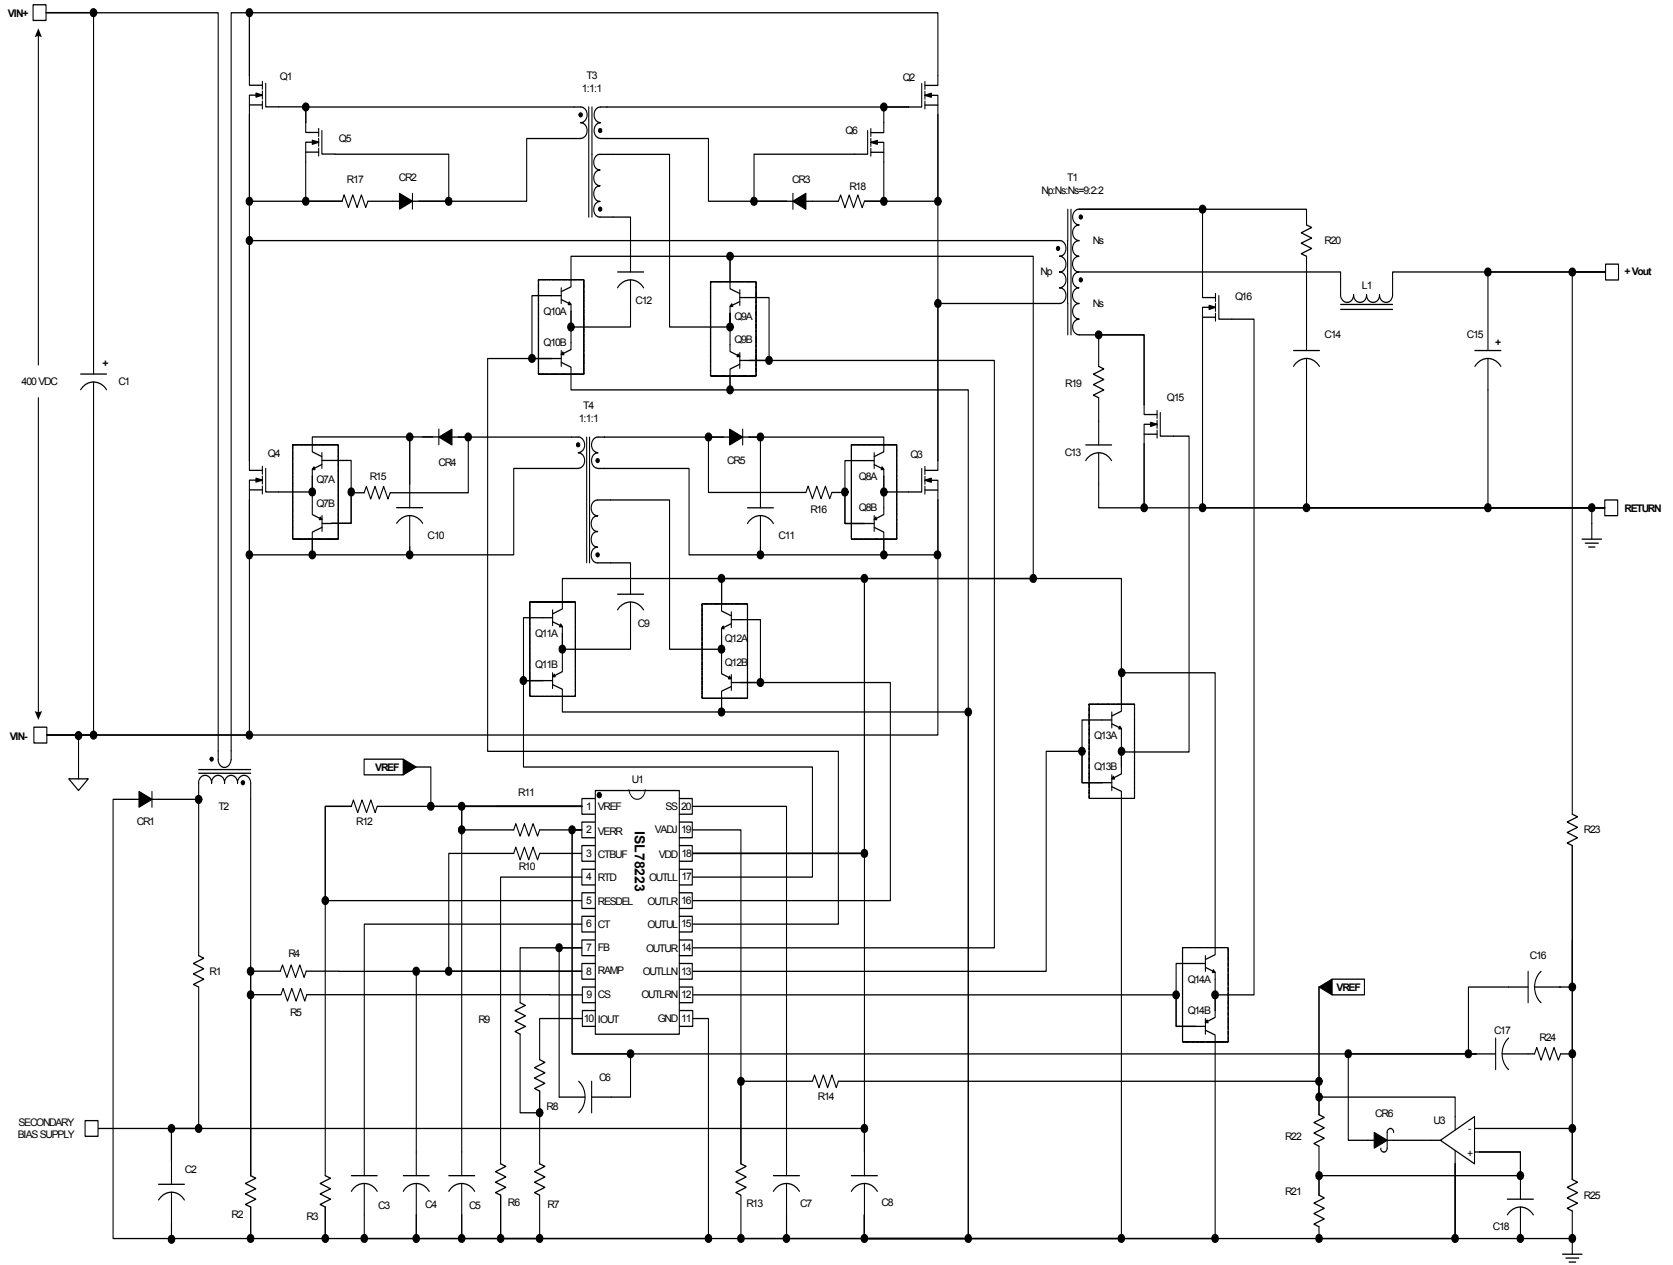 VIN+
Q1
T3
1:1:1
Q2
Q5
Q6
R17
CR2
CR3
R18
T1
Np:Ns:Ns=9:2:2
Ns
R20
Np
+ Vout
L1
Q10A
C12
Q9A
Ns
Q16
Q10B
Q9B
C14
C15
+
400 VDC
+
C1
R19
Q15
T4
1:1:1
Q4
CR4
CR5
Q3
C13
Q7A
R15
Q8A
Q7B
R16
Q8B
RETURN
C10
C11
Q11A
C9
Q12A
Q11B
Q12B
VIN-
Q13A
Q13B
VREF
U1
T2
CR1
R12
R11
R10
R23
ISL78223
1 VREF
2 VERR
3 CTBUF
4 RTD
5 RESDEL
6 CT
7 FB
8 RAMP
9 CS
10 IOUT
SS 20
VADJ 19
VDD 18
OUTLL 17
OUTLR 16
OUTUL 15
OUTUR 14
OUTLLN 13
OUTLRN 12
GND 11
R1
R4
R5
R9
C16
Q14A
Q14B
VREF
C17
R24
C6
R8
R14
SECONDARY
BIAS SUPPLY
CR6
U3
-
+
R22
C2
R2
R3
C3
C4
C5
R6
R7
R13
C7
C8
R21
C18
R25